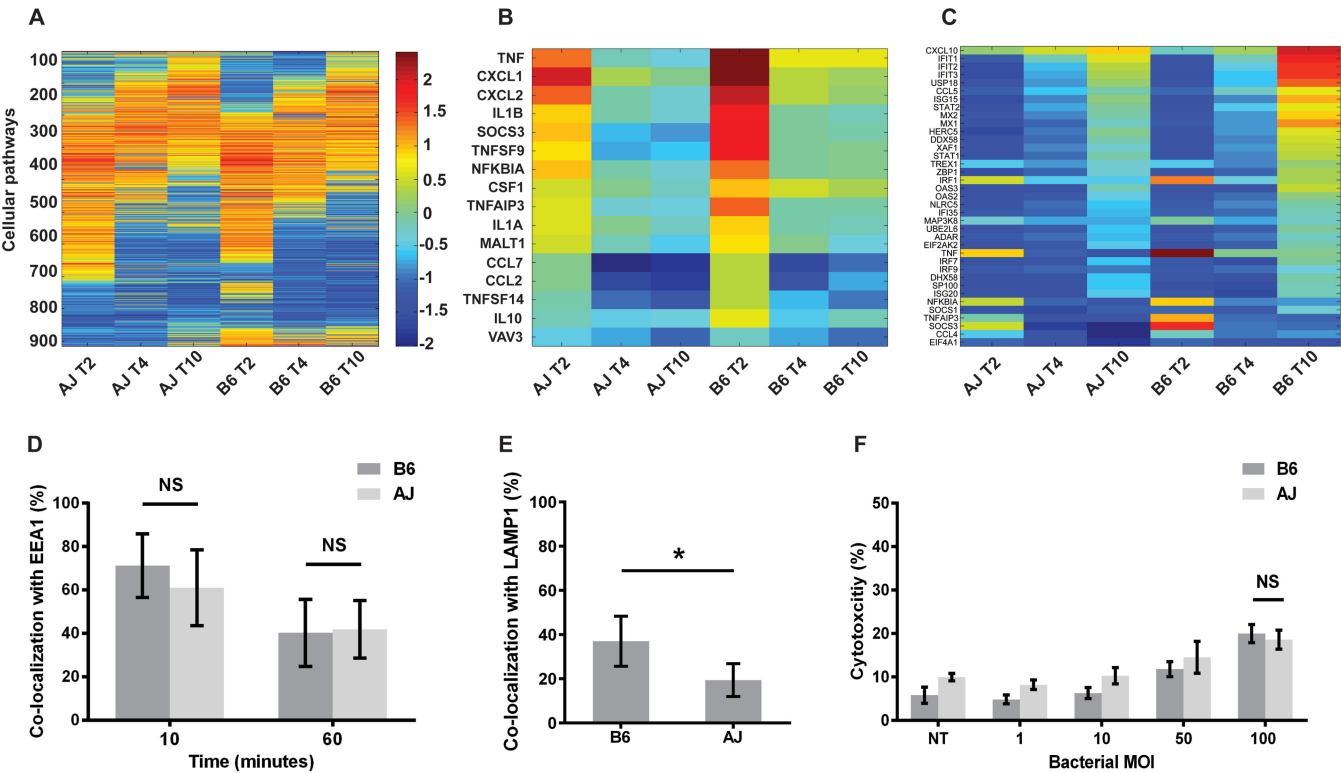 A
B
C
Cellular pathways
100
200
300
400
500
600
700
800
900
2
1.5
1
0.5
0
−0.5
−1
−1.5
−2
AJ T2
AJ T4
AJ T10
B6 T2
B6 T4
B6 T10
TNF
CXCL1
CXCL2
IL1B
SOCS3
TNFSF9
NFKBIA
CSF1
TNFAIP3
IL1A
MALT1
CCL7
CCL2
TNFSF14
IL10
VAV3
AJ T2
AJ T4
AJ T10
B6 T2
B6 T4
B6 T10
CXCL10
IFIT1
IFIT2
IFIT3
USP18
CCL5
ISG15
STAT2
MX2
MX1
HERC5
DDX58
XAF1
STAT1
TREX1
ZBP1
IRF1
OAS3
OAS2
NLRC5
IFI35
MAP3K8
UBE2L6
ADAR
EIF2AK2
TNF
IRF7
IRF9
DHX58
SP100
ISG20
NFKBIA
SOCS1
TNFAIP3
SOCS3
CCL4
EIF4A1
AJ T2
AJ T4
AJ T10
B6 T2
B6 T4
B6 T10
D
B6
AJ
Co-localization with EEA1 (%)
100
80
60
40
20
0
NS
NS
10
60
Time (minutes)
E
Co-localization with LAMP1 (%)
100
80
60
40
20
0
*
B6
AJ
F
B6
AJ
Cytotoxcitiy (%)
50
40
30
20
10
0
NS
NT
1
10
50
100
Bacterial MOI